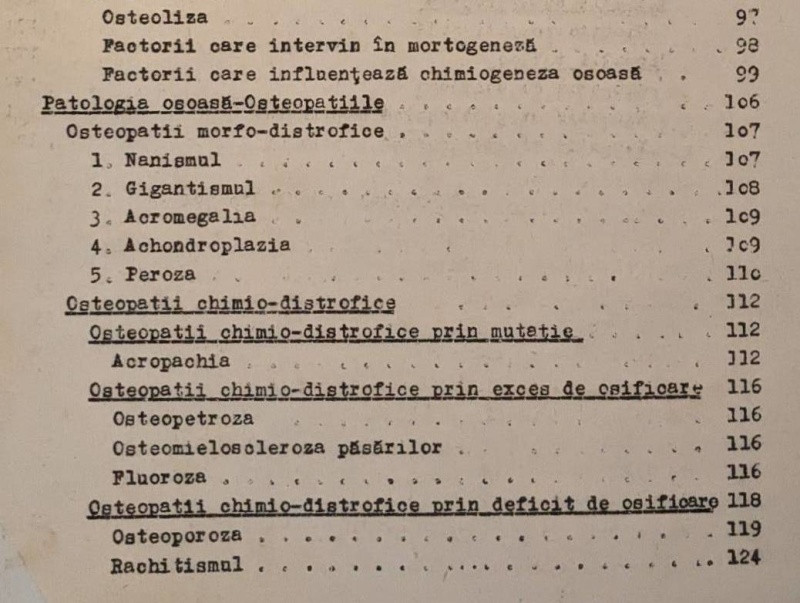 Osteoliza . . . . . . . . . . . . . . 97
Factorii care intervin în mortogeneză . . . . . . 98
Factorii care influenţează chimiogeneza osoasă . . 99
Patologia osoasă-Osteopatiile . . . . . . . . . . . . 106
Osteopatii morfo-distrofice . . . . . . . . . . . . . 107
1. Nanismul . . . . . . . . . . . . . . . . . . . 107
2. Gigantismul . . . . . . . . . . . . . . . . . . 108
3. Acromegalia . . . . . . . . . . . . . . . . . 109
4. Achondroplazia . . . . . . 109
5. Peroza . . . . . . . . . . . . . . 110
Osteopatii chimio-distrofice . . . . . . . . . 112
Osteopatii chimio-distrofice prin mutație . . . . . . 112
Acropachia . . . . . . . . . . . . . . . . 112
Osteopatii chimio-distrofice prin exces de osificare 116
Osteopetroza . . . . . . . . . . . . . 116
Osteomieloscleroza păsărilor . . . . . . . . . 116
Fluoroza . . . . . . . . . . . . . . . . . 116
Osteopatii chimio-distrofice prin deficit de osificare 118
Osteoporoza . . . . . . . . . . . . . . . . 119
Rachitismul . . . . . . . . . . . . . . . . . 124